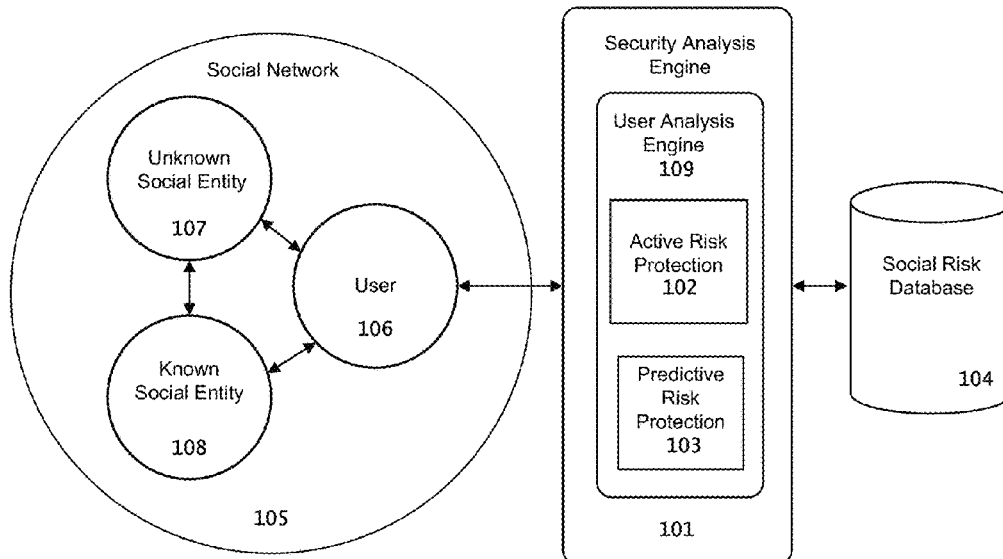 Social Network
Unknown
Social Entity
107
User
106
Known
Social Entity
108
105
Security Analysis
Engine
User Analysis
Engine
109
Active Risk
Protection
102
Predictive
Risk
Protection
103
101
Social Risk
Database
104